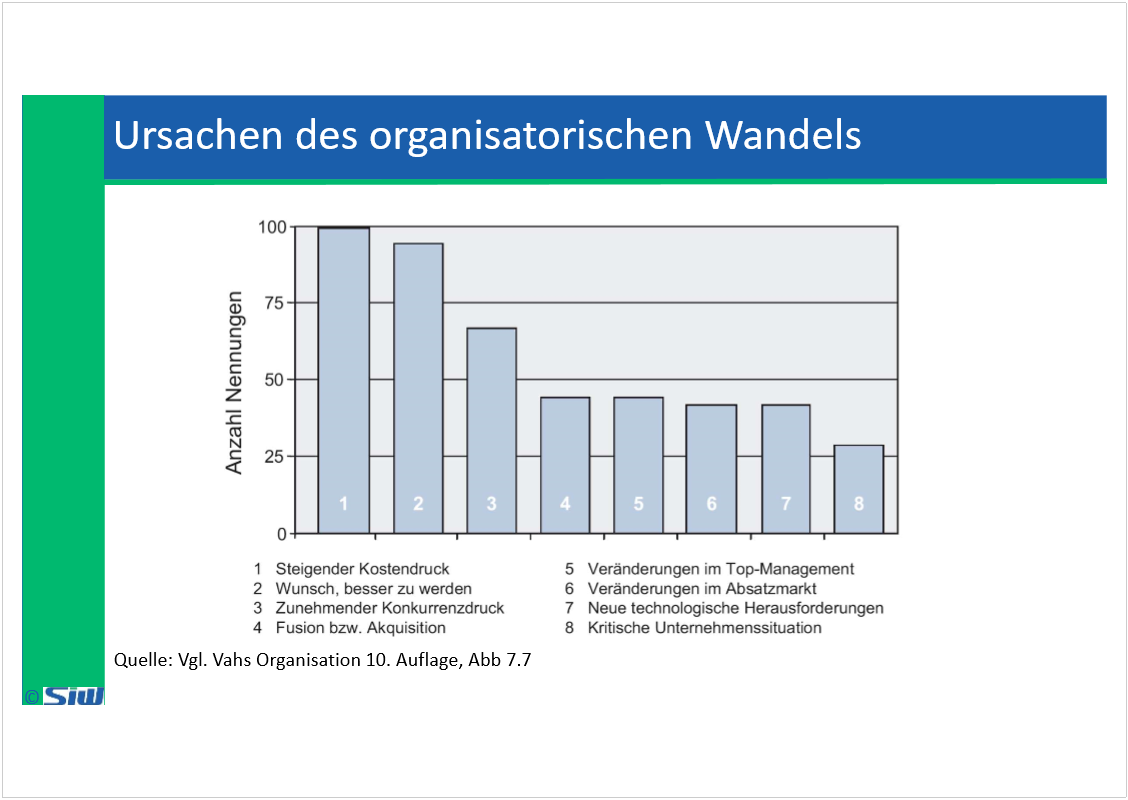 Ursachen des organisatorischen Wandels
Anzahl Nennungen
100
75
50
25
0
1 2 3 4 5 6 7 8
1 Steigender Kostendruck
2 Wunsch, besser zu werden
3 Zunehmender Konkurrenzdruck
4 Fusion bzw. Akquisition
5 Veränderungen im Top-Management
6 Veränderungen im Absatzmarkt
7 Neue technologische Herausforderungen
8 Kritische Unternehmenssituation
Quelle: Vgl. Vahs Organisation 10. Auflage, Abb 7.7
© SiW